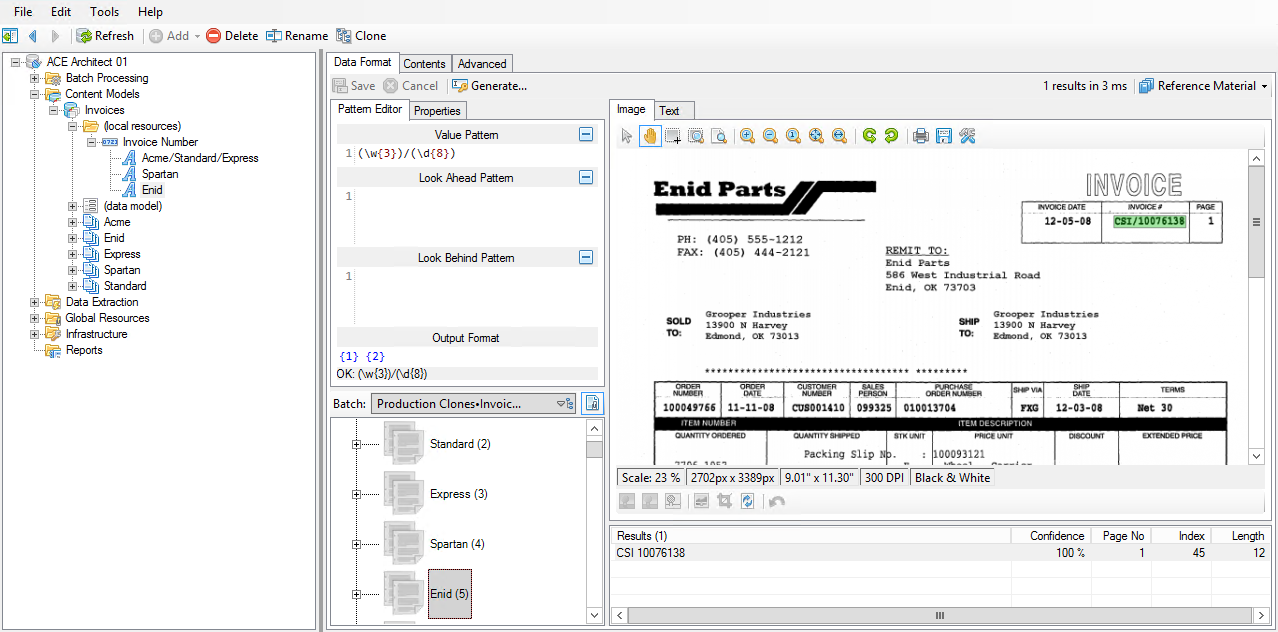 File Edit Tools Help
Refresh Add Delete Rename Clone
ACE Architect 01
Batch Processing
Content Models
Invoices
(local resources)
Invoice Number
Acme/Standard/Express
Spartan
Enid
(data model)
Acme
Enid
Express
Spartan
Standard
Data Extraction
Global Resources
Infrastructure
Reports
Data Format Contents Advanced
Save Cancel Generate...
1 results in 3 ms Reference Material
Pattern Editor Properties
Value Pattern
1 (\w{3})/(\d{8})
Look Ahead Pattern
1
Look Behind Pattern
1
Output Format
{1} {2}
OK: (\w{3})/(\d{8})
Batch: Production Clones•Invoic...
Standard (2)
Express (3)
Spartan (4)
Enid (5)
Image Text
Enid Parts
INVOICE
INVOICE DATE INVOICE # PAGE
12-05-08 CSI/10076138 1
PH: (405) 555-1212
FAX: (405) 444-2121
REMIT TO:
Enid Parts
586 West Industrial Road
Enid, OK 73703
SOLD TO:
Grooper Industries
13900 N Harvey
Edmond, OK 73013
SHIP TO:
Grooper Industries
13900 N Harvey
Edmond, OK 73013
*********************************** *********
ORDER NUMBER ORDER DATE CUSTOMER NUMBER SALES PERSON PURCHASE ORDER NUMBER SHIP VIA SHIP DATE TERMS
100049766 11-11-08 CUS001410 099325 010013704 FXG 12-03-08 Net 30
ITEM NUMBER ITEM DESCRIPTION
QUANTITY ORDERED QUANTITY SHIPPED STK UNIT PRICE UNIT DISCOUNT EXTENDED PRICE
Packing Slip No. : 100093121
Scale: 23 % 2702px x 3389px 9.01" x 11.30" 300 DPI Black & White
Results (1) Confidence Page No Index Length
CSI 10076138 100 % 1 45 12